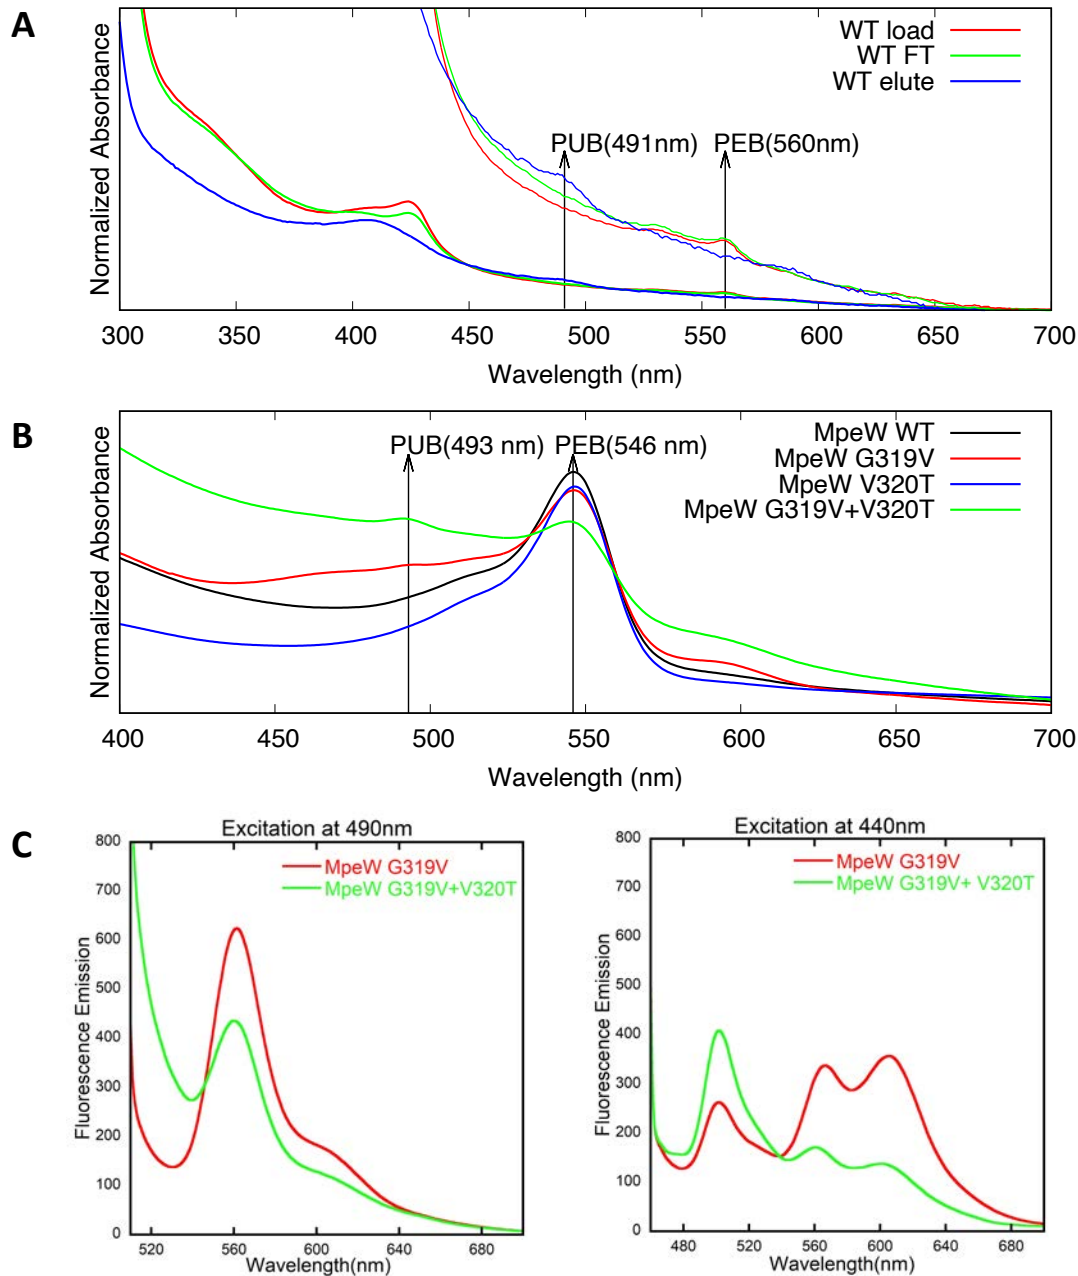 A
Normalized Absorbance
WT load
WT FT
WT elute
PUB(491nm)
PEB(560nm)
300 350 400 450 500 550 600 650 700
Wavelength (nm)
B
Normalized Absorbance
PUB(493 nm)
PEB(546 nm)
MpeW WT
MpeW G319V
MpeW V320T
MpeW G319V+V320T
400 450 500 550 600 650 700
Wavelength (nm)
C
Excitation at 490nm
Fluorescence Emission
800
700
600
500
400
300
200
100
0
MpeW G319V
MpeW G319V+V320T
520 560 600 640 680
Wavelength(nm)
Excitation at 440nm
Fluorescence Emission
800
700
600
500
400
300
200
100
0
MpeW G319V
MpeW G319V+ V320T
480 520 560 600 640 680
Wavelength(nm)